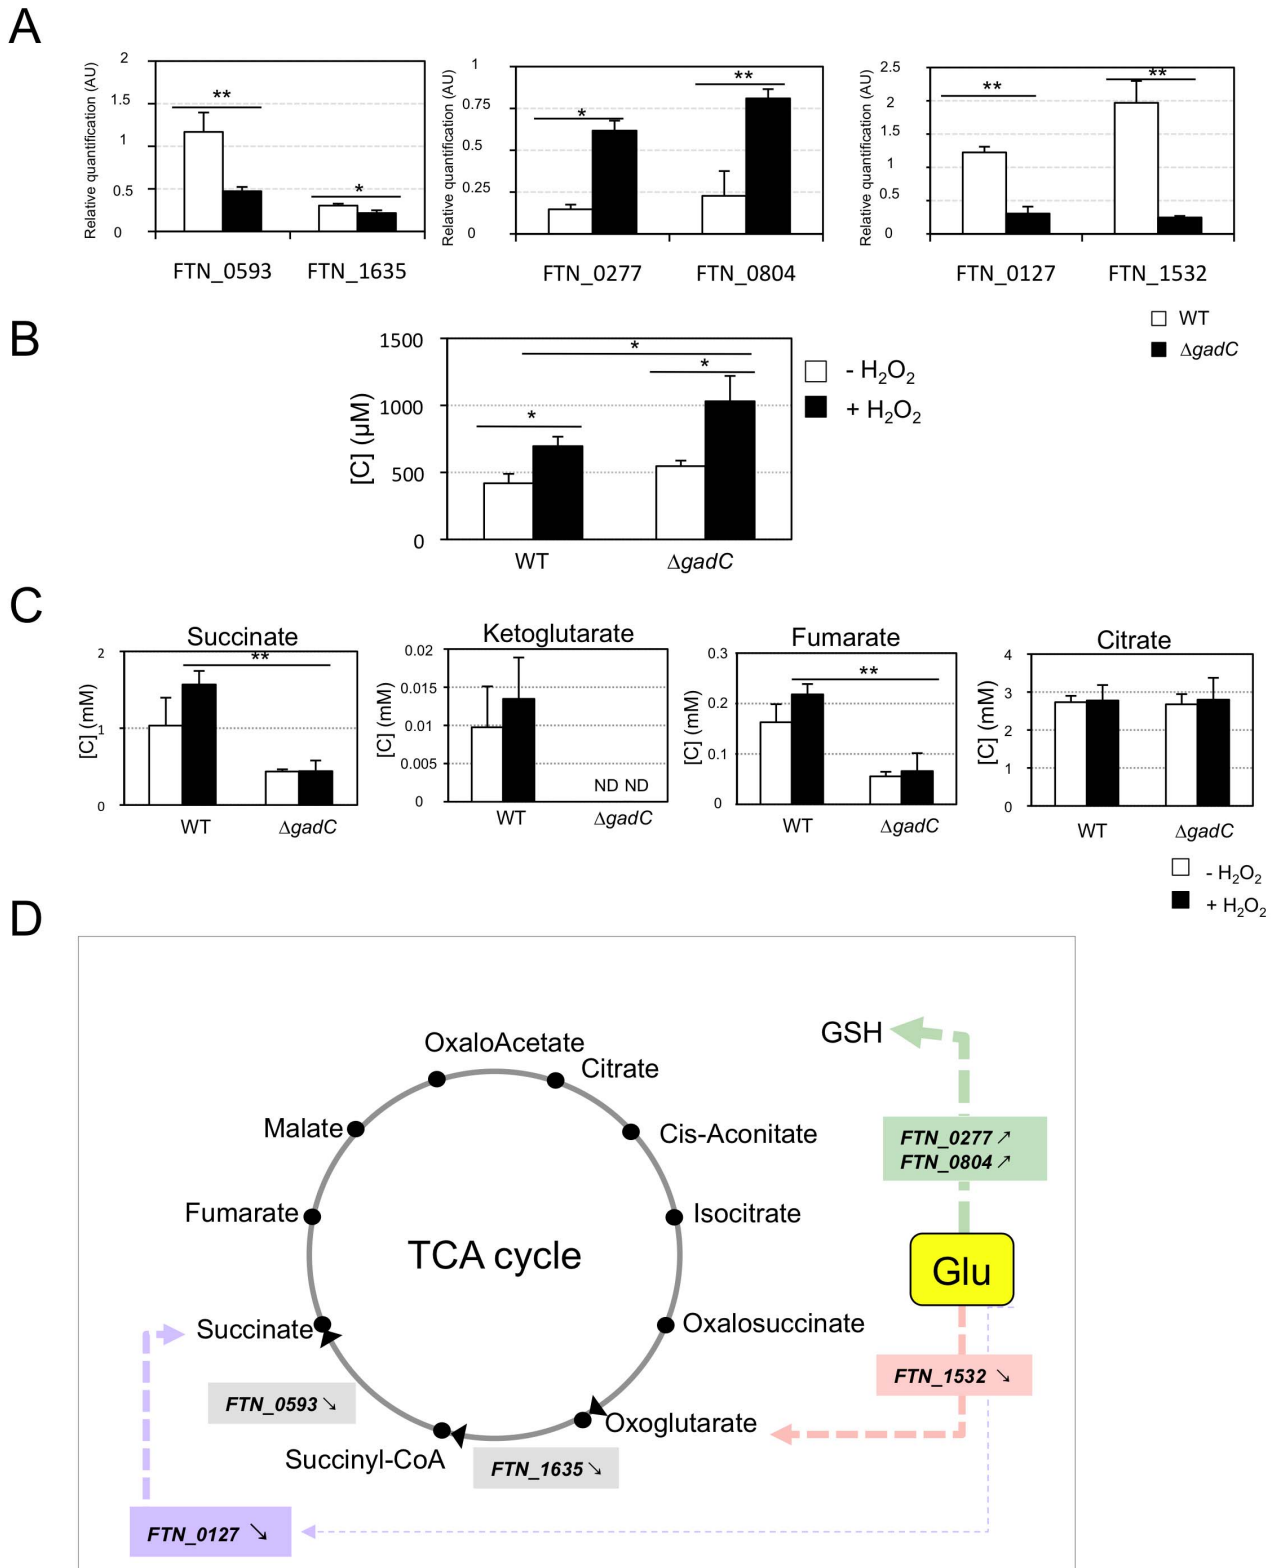 A
Relative quantification (AU)
2
1.5
1
0.5
0
**
*
FTN_0593
FTN_1635
Relative quantification (AU)
1
0.75
0.5
0.25
0
*
**
FTN_0277
FTN_0804
Relative quantification (AU)
2.5
2
1.5
1
0.5
0
**
**
FTN_0127
FTN_1532
WT
ΔgadC
B
[C] (µM)
1500
1000
500
0
*
*
*
WT
ΔgadC
- H₂O₂
+ H₂O₂
C
Succinate
[C] (mM)
2
1
0
**
WT
ΔgadC
Ketoglutarate
[C] (mM)
0.02
0.015
0.01
0.005
0
ND ND
WT
ΔgadC
Fumarate
[C] (mM)
0.3
0.2
0.1
0
**
WT
ΔgadC
Citrate
[C] (mM)
4
3
2
1
0
WT
ΔgadC
- H₂O₂
+ H₂O₂
D
GSH
OxaloAcetate
Citrate
Malate
Cis-Aconitate
FTN_0277 ↗
FTN_0804 ↗
Fumarate
Isocitrate
TCA cycle
Glu
Succinate
Oxalosuccinate
FTN_1532 ↘
FTN_0593 ↘
Oxoglutarate
Succinyl-CoA
FTN_1635 ↘
FTN_0127 ↘